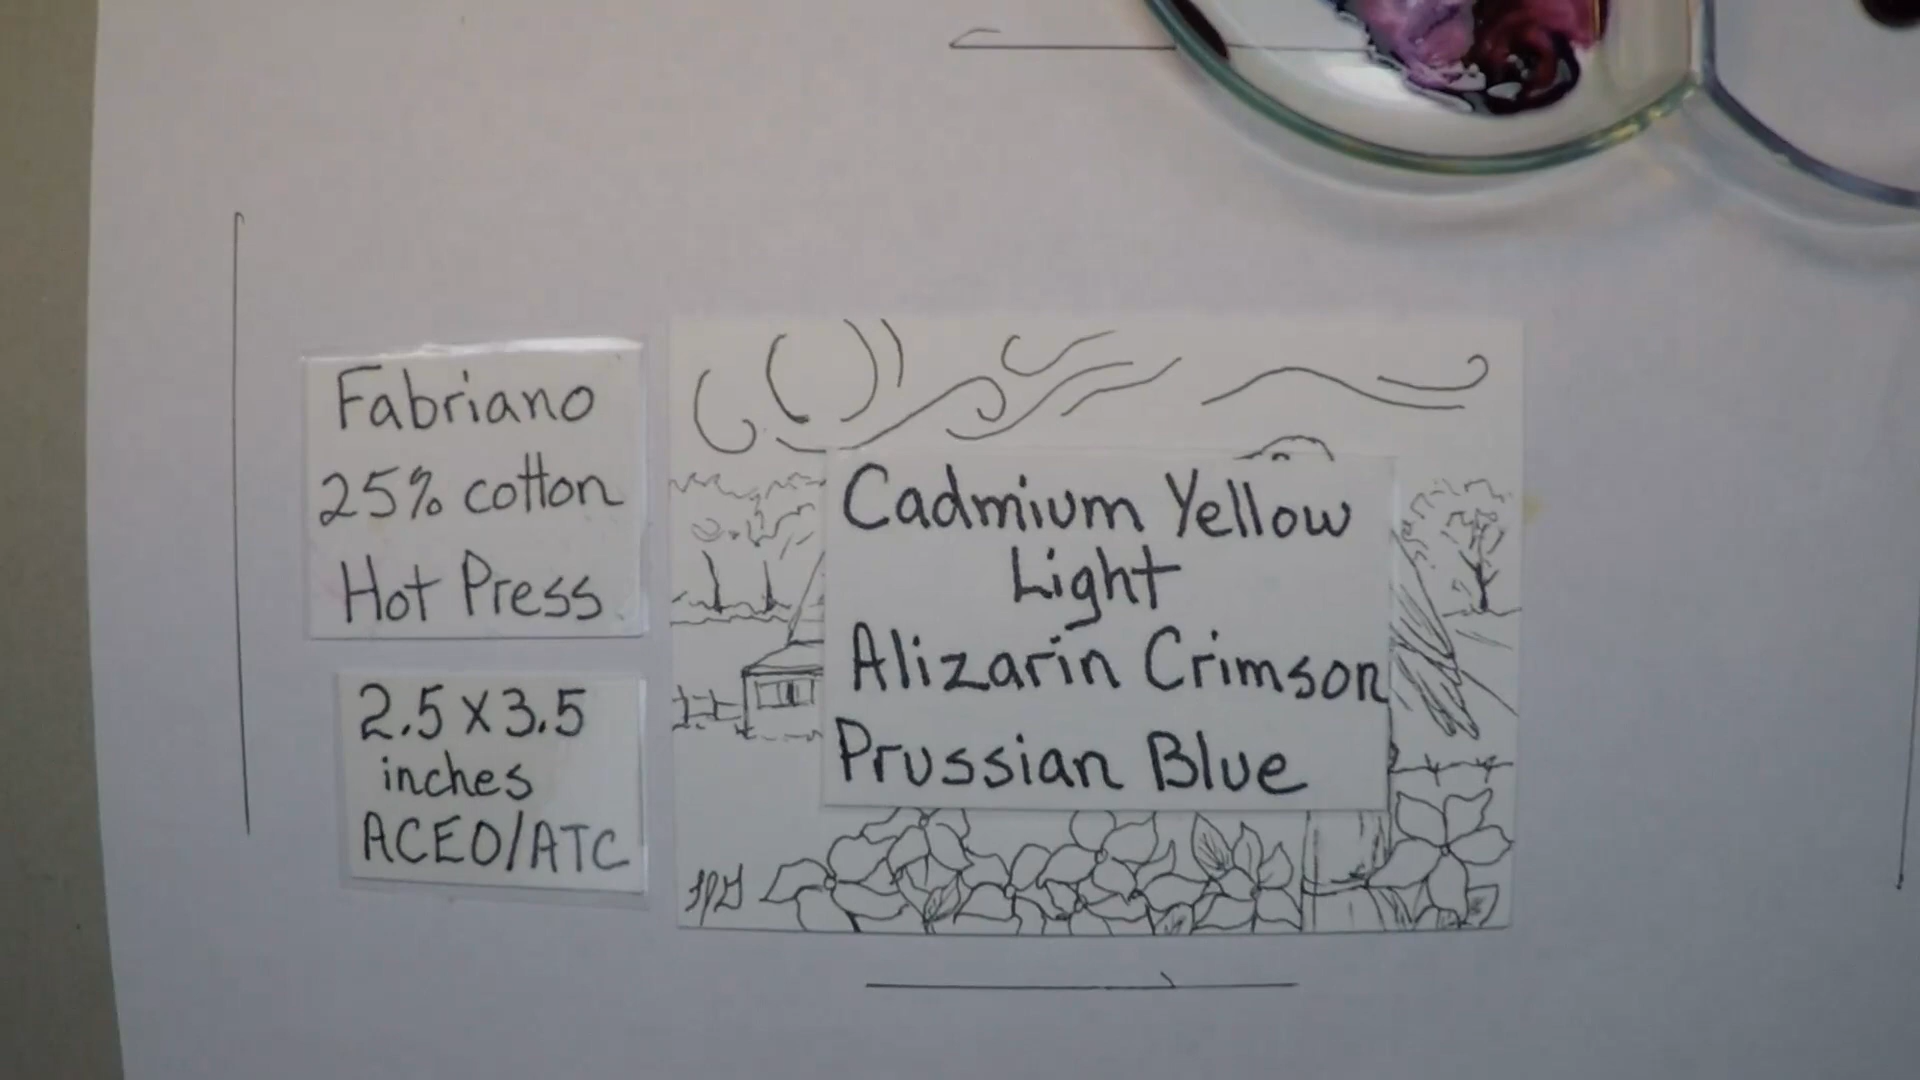 Fabriano
25% cotton
Hot Press
2.5 x 3.5
inches
ACEO/ATC
Cadmium Yellow
Light
Alizarin Crimson
Prussian Blue